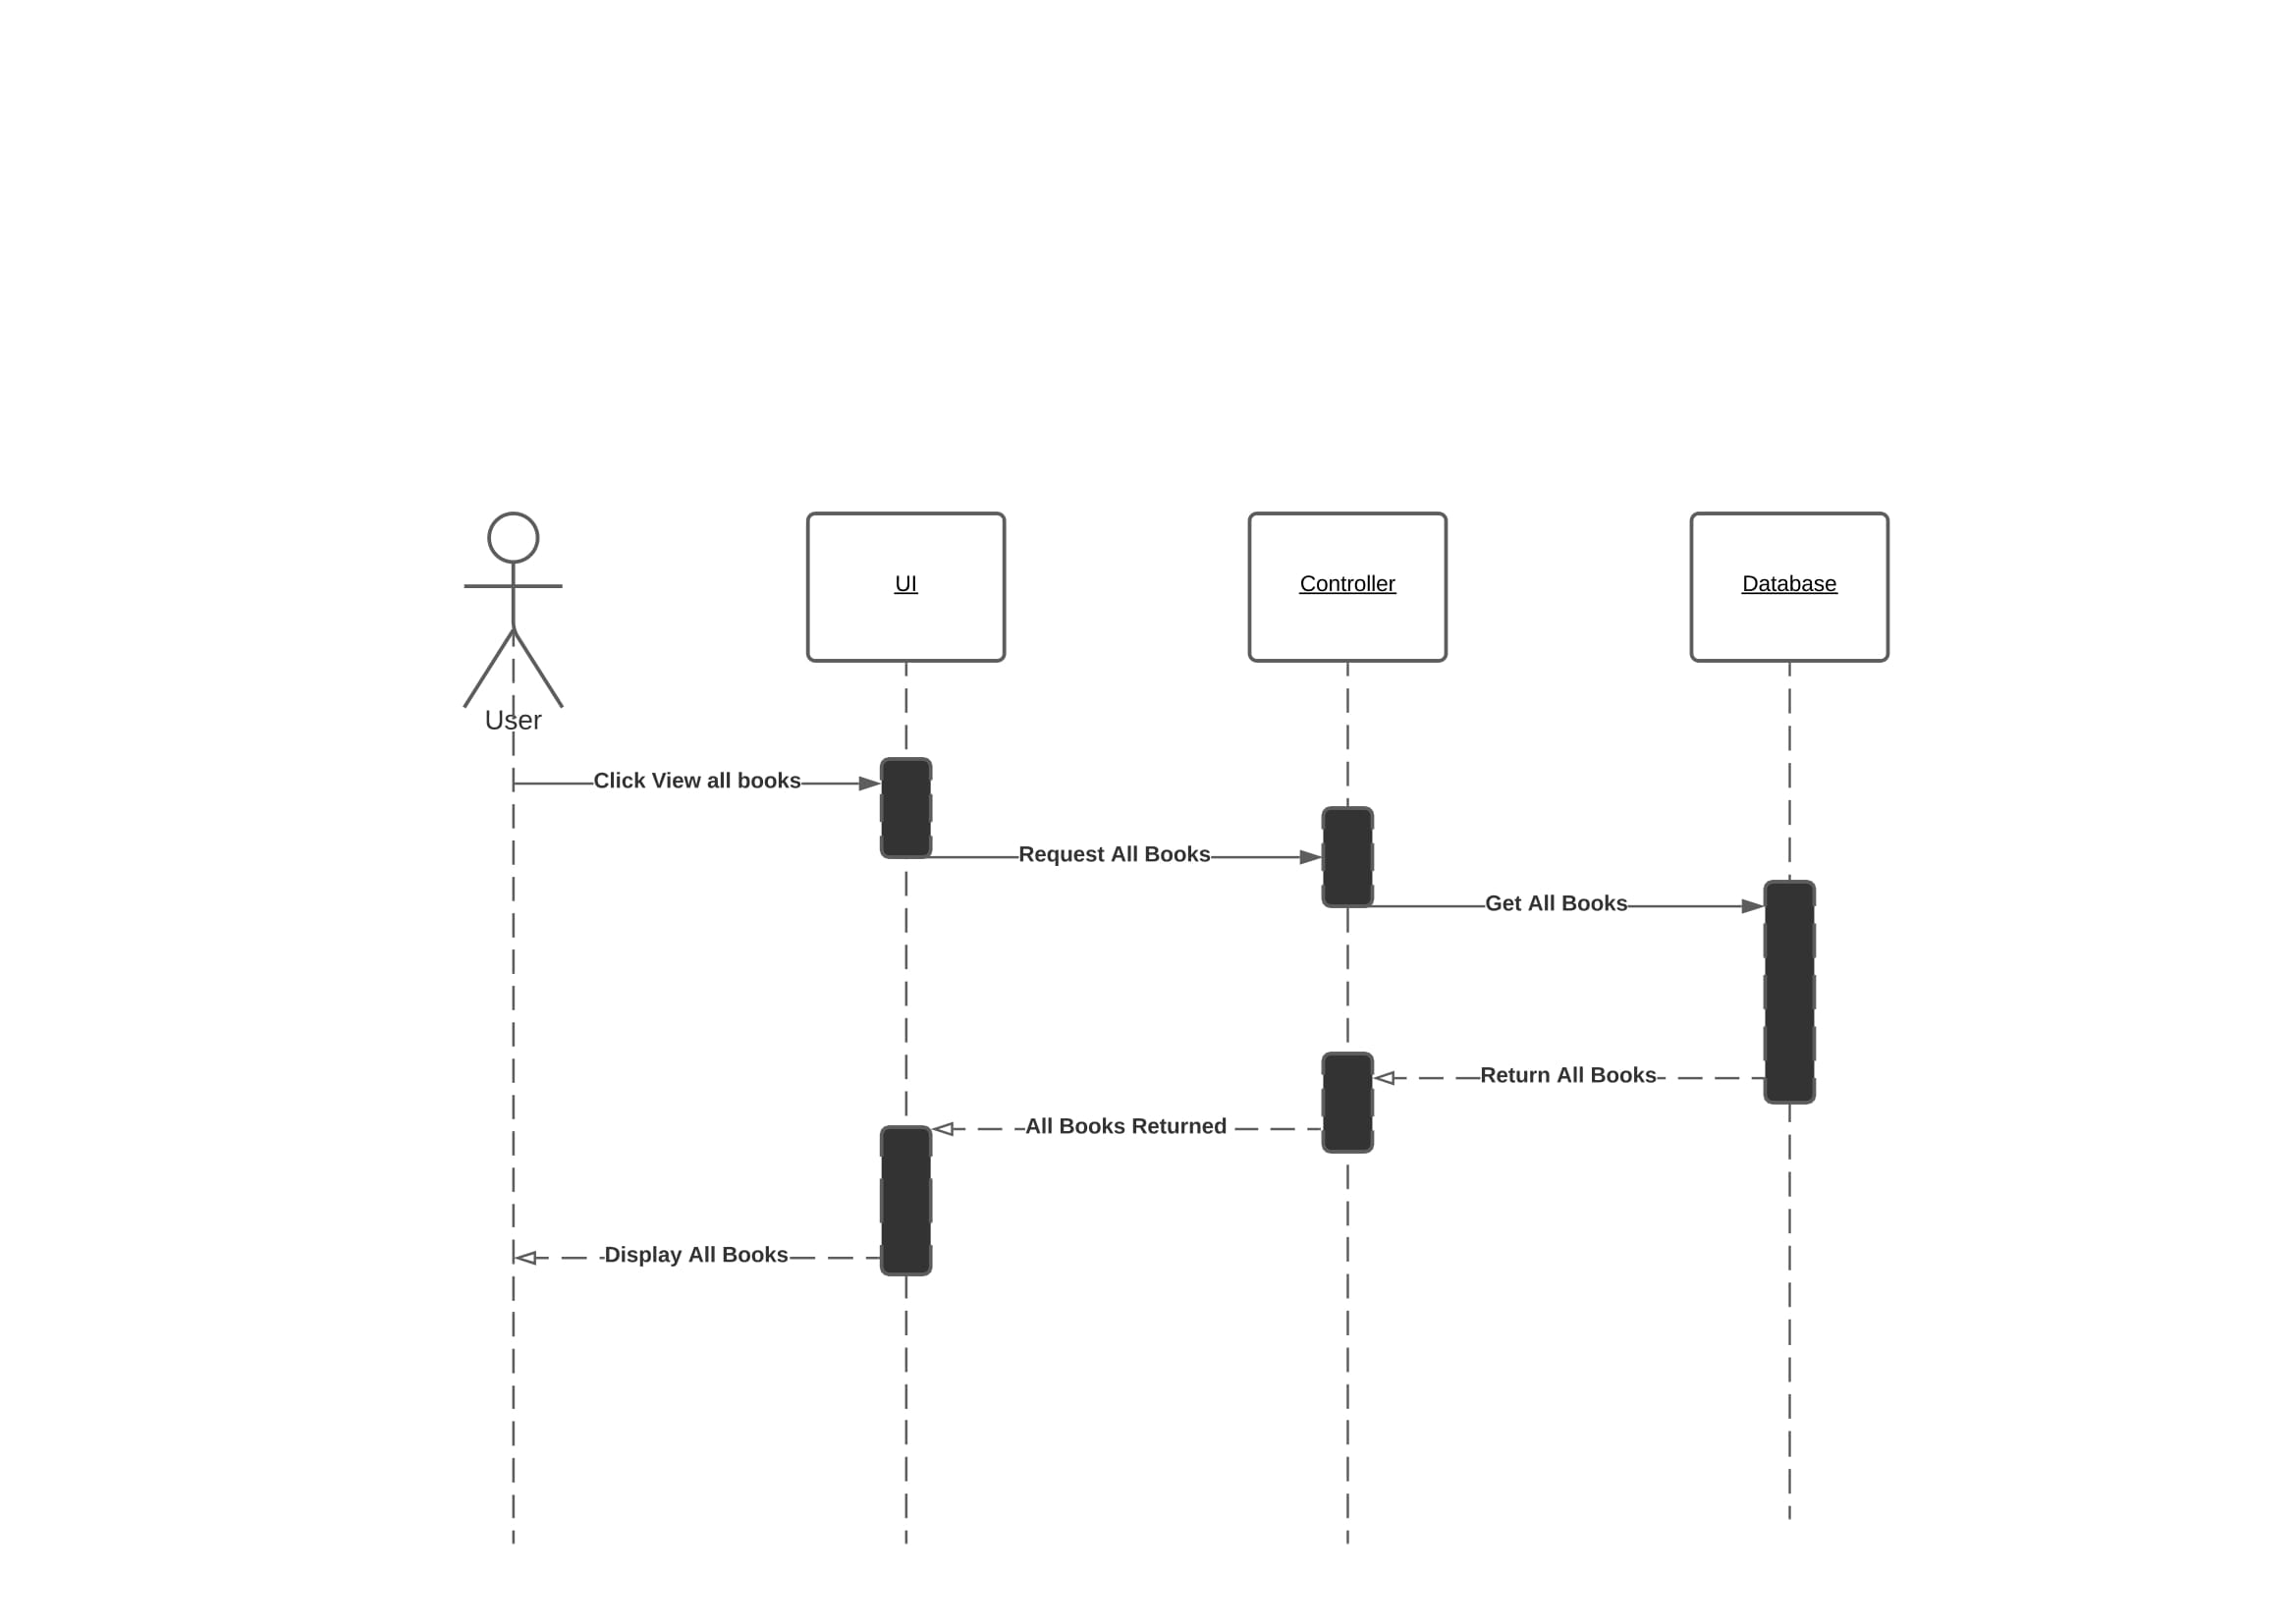 UI
Controller
Database
User
Click View all books
Request All Books
Get All Books
Return All Books
All Books Returned
Display All Books